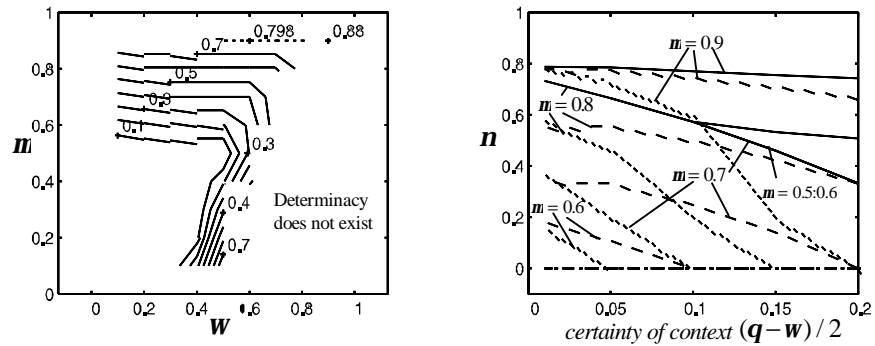 1
0.8
0.6
0.4
0.2
0
m
0.7
0.798
0.88
0.5
0.3
0.1
0.3
0.4
0.7
Determinacy
does not exist
0 0.2 0.4 0.6 0.8 1
w
1
0.8
0.6
0.4
0.2
0
n
m = 0.9
m = 0.8
m = 0.7
m = 0.6
m = 0.5:0.6
0 0.05 0.1 0.15 0.2
certainty of context (q-w)/2